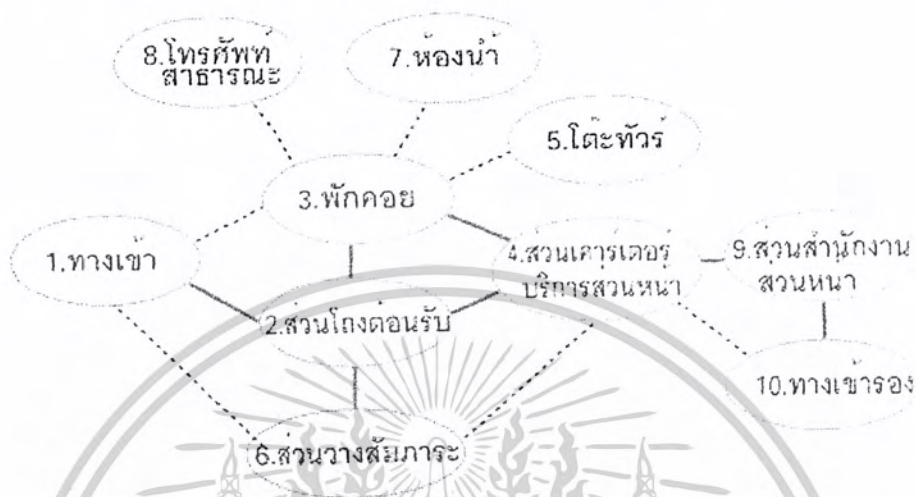 8.โทรศัพท์
สาธารณะ
7.ห้องน้ำ
5.โต๊ะทัวร์
3.พักคอย
1.ทางเข้า
4.ส่วนเคาร์เตอร์
บริการส่วนหน้า
9.ส่วนสำนักงาน
ส่วนหน้า
2.ส่วนโถงต้อนรับ
10.ทางเข้ารอง
6.ส่วนวางสัมภาระ